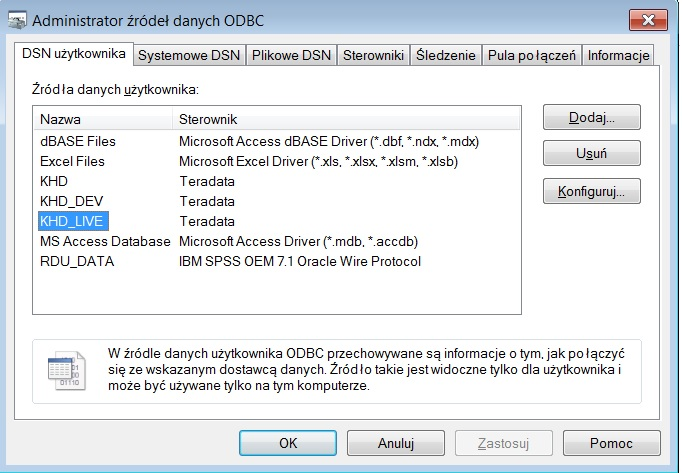 Administrator źródeł danych ODBC
DSN użytkownika Systemowe DSN Plikowe DSN Sterowniki Śledzenie Pula połączeń Informacje
Źródła danych użytkownika:
Nazwa Sterownik
dBASE Files Microsoft Access dBASE Driver (*.dbf, *.ndx, *.mdx)
Excel Files Microsoft Excel Driver (*.xls, *.xlsx, *.xlsm, *.xlsb)
KHD Teradata
KHD_DEV Teradata
KHD_LIVE Teradata
MS Access Database Microsoft Access Driver (*.mdb, *.accdb)
RDU_DATA IBM SPSS OEM 7.1 Oracle Wire Protocol
Dodaj...
Usuń
Konfiguruj...
W źródle danych użytkownika ODBC przechowywane są informacje o tym, jak połączyć
się ze wskazanym dostawcą danych. Źródło takie jest widoczne tylko dla użytkownika i
może być używane tylko na tym komputerze.
OK Anuluj Zastosuj Pomoc